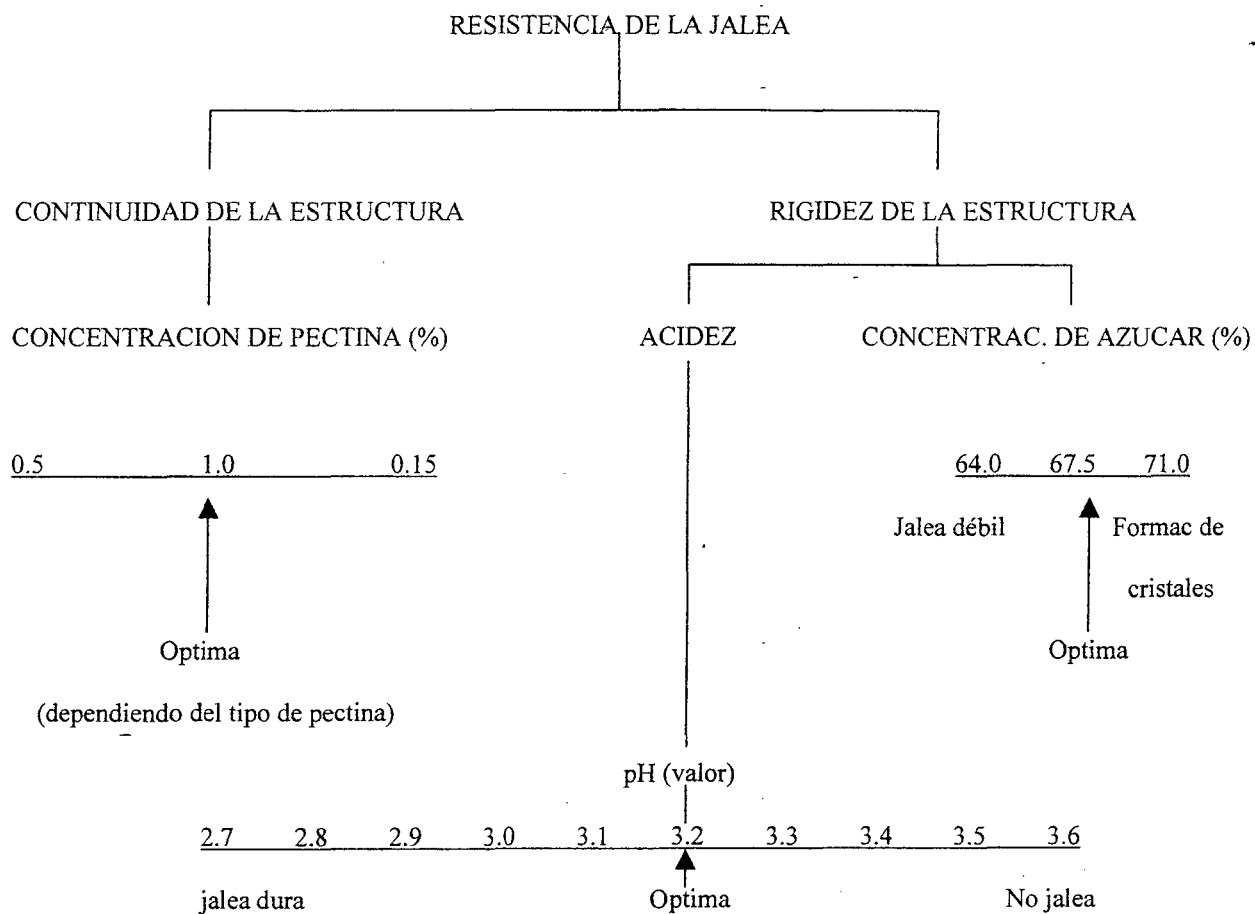 RESISTENCIA DE LA JALEA
CONTINUIDAD DE LA ESTRUCTURA
RIGIDEZ DE LA ESTRUCTURA
CONCENTRACION DE PECTINA (%)
ACIDEZ
CONCENTRAC. DE AZUCAR (%)
0.5 1.0 0.15
64.0 67.5 71.0
Jalea débil
Formac de
cristales
Optima
Optima
(dependiendo del tipo de pectina)
pH (valor)
2.7 2.8 2.9 3.0 3.1 3.2 3.3 3.4 3.5 3.6
jalea dura
Optima
No jalea